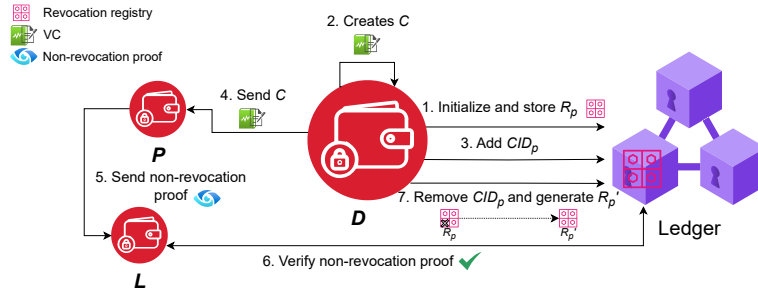 Revocation registry
VC
Non-revocation proof
2. Creates C
4. Send C
1. Initialize and store Rp
3. Add CIDp
P
5. Send non-revocation
proof
7. Remove CIDp and generate Rp'
D
Rp
Rp'
Ledger
L
6. Verify non-revocation proof